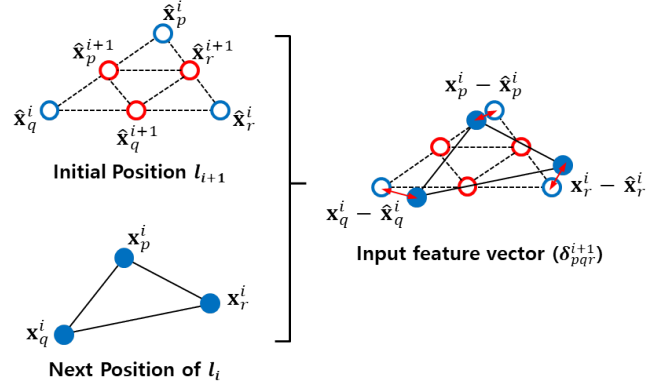 x̂_p^i
x̂_p^{i+1}
x̂_r^{i+1}
x̂_q^i
x̂_q^{i+1}
x̂_r^i
Initial Position l_{i+1}
x_p^i
x_r^i
x_q^i
Next Position of l_i
x_p^i − x̂_p^i
x_r^i − x̂_r^i
x_q^i − x̂_q^i
Input feature vector (δ_{pqr}^{i+1})